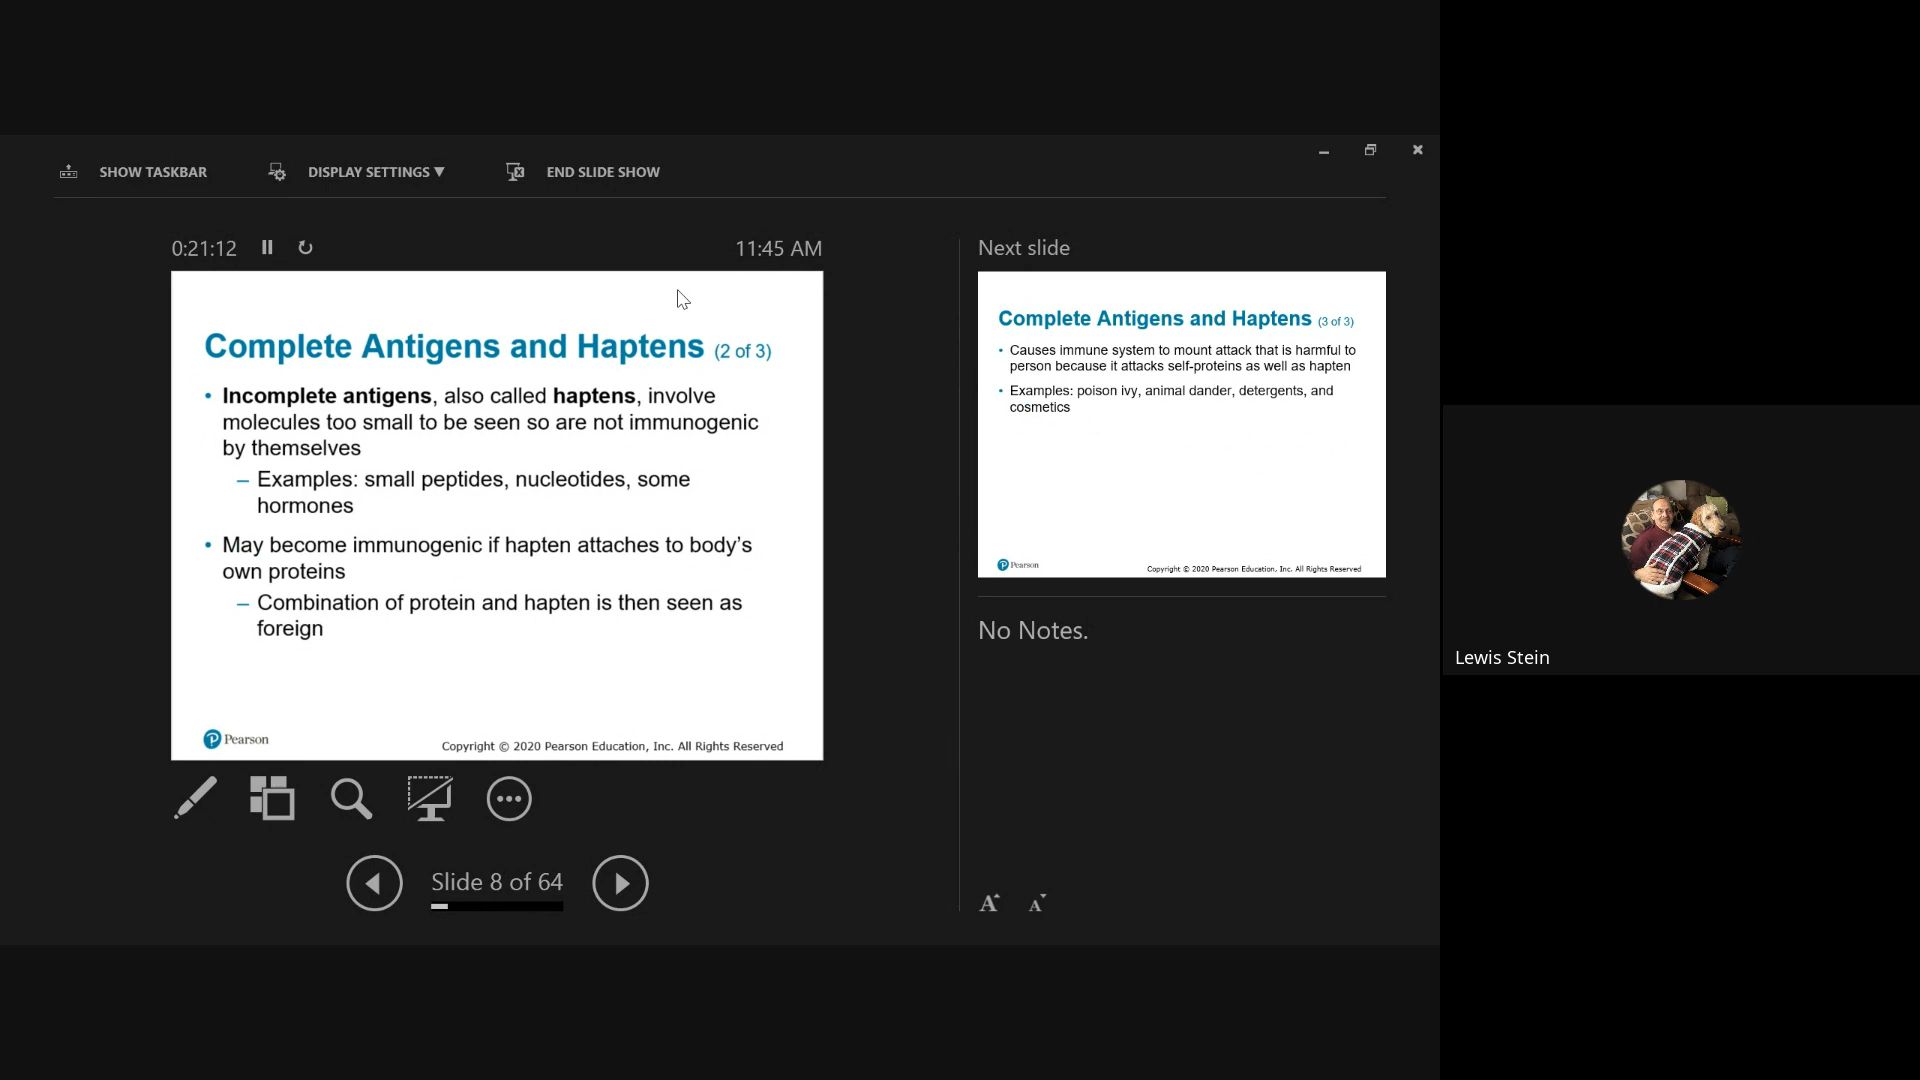 SHOW TASKBAR
DISPLAY SETTINGS ▼
END SLIDE SHOW
0:21:12
11:45 AM
Complete Antigens and Haptens (2 of 3)
• Incomplete antigens, also called haptens, involve
molecules too small to be seen so are not immunogenic
by themselves
– Examples: small peptides, nucleotides, some
hormones
• May become immunogenic if hapten attaches to body's
own proteins
– Combination of protein and hapten is then seen as
foreign
Pearson
Copyright © 2020 Pearson Education, Inc. All Rights Reserved
Slide 8 of 64
Next slide
Complete Antigens and Haptens (3 of 3)
• Causes immune system to mount attack that is harmful to
person because it attacks self-proteins as well as hapten
• Examples: poison ivy, animal dander, detergents, and
cosmetics
Pearson
Copyright © 2020 Pearson Education, Inc. All Rights Reserved
No Notes.
A A
Lewis Stein